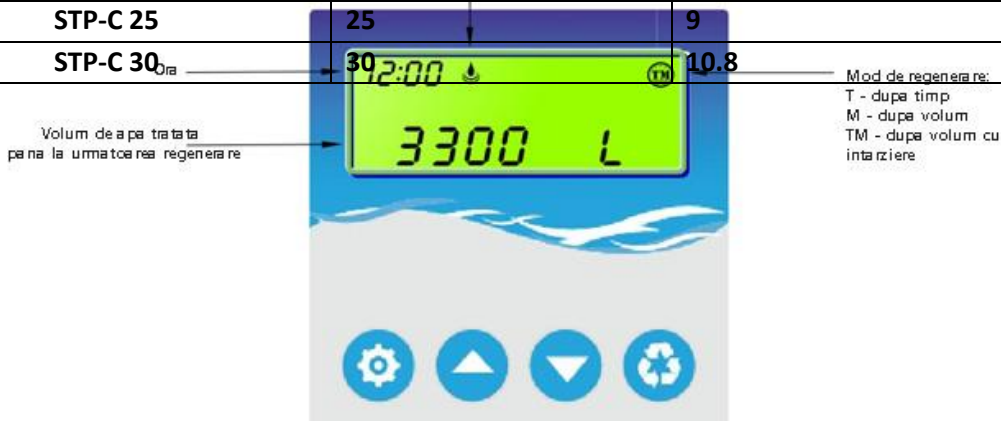 STP-C 25 25 9
STP-C 30 30 10.8
Ora
12:00 TM
3300 L
Volum de apa tratata
pana la urmatoarea regenerare
Mod de regenerare:
T - dupa timp
M - dupa volum
TM - dupa volum cu
intarziere